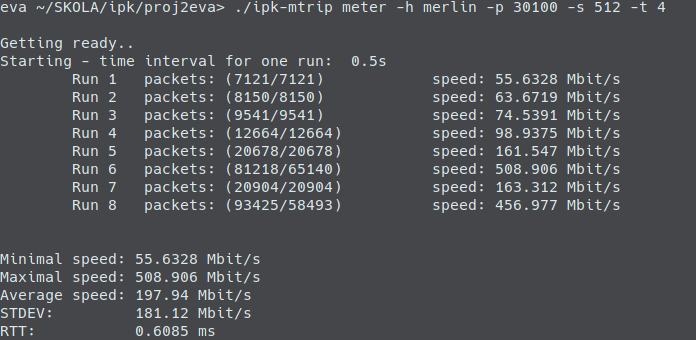 eva ~/SKOLA/ipk/proj2eva> ./ipk-mtrip meter -h merlin -p 30100 -s 512 -t 4
Getting ready..
Starting - time interval for one run:  0.5s
Run 1   packets: (7121/7121)   speed: 55.6328 Mbit/s
Run 2   packets: (8150/8150)   speed: 63.6719 Mbit/s
Run 3   packets: (9541/9541)   speed: 74.5391 Mbit/s
Run 4   packets: (12664/12664)   speed: 98.9375 Mbit/s
Run 5   packets: (20678/20678)   speed: 161.547 Mbit/s
Run 6   packets: (81218/65140)   speed: 508.906 Mbit/s
Run 7   packets: (20904/20904)   speed: 163.312 Mbit/s
Run 8   packets: (93425/58493)   speed: 456.977 Mbit/s
Minimal speed: 55.6328 Mbit/s
Maximal speed: 508.906 Mbit/s
Average speed: 197.94 Mbit/s
STDEV:         181.12 Mbit/s
RTT:           0.6085 ms